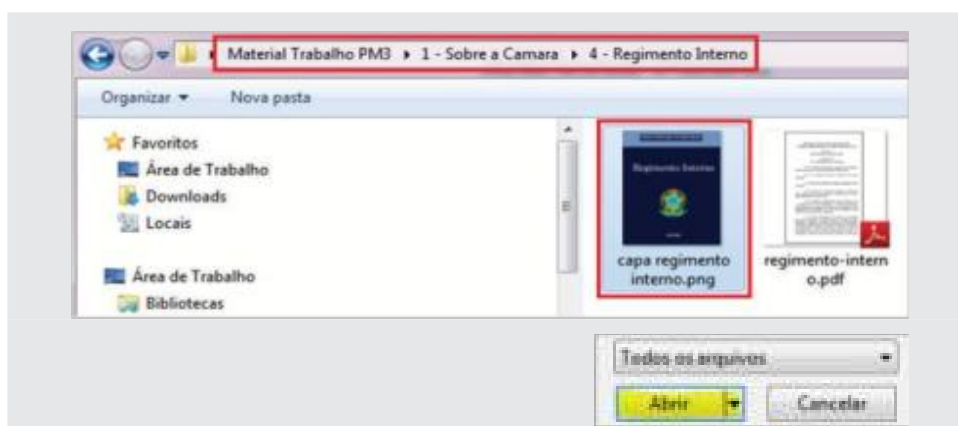 Material Trabalho PM3 ▸ 1 - Sobre a Camara ▸ 4 - Regimento Interno
Organizar Nova pasta
Favoritos
Área de Trabalho
Downloads
Locais
Área de Trabalho
Bibliotecas
Regimento Interno
capa regimento
interno.png
regimento-intern
o.pdf
Todos os arquivos
Abrir Cancelar